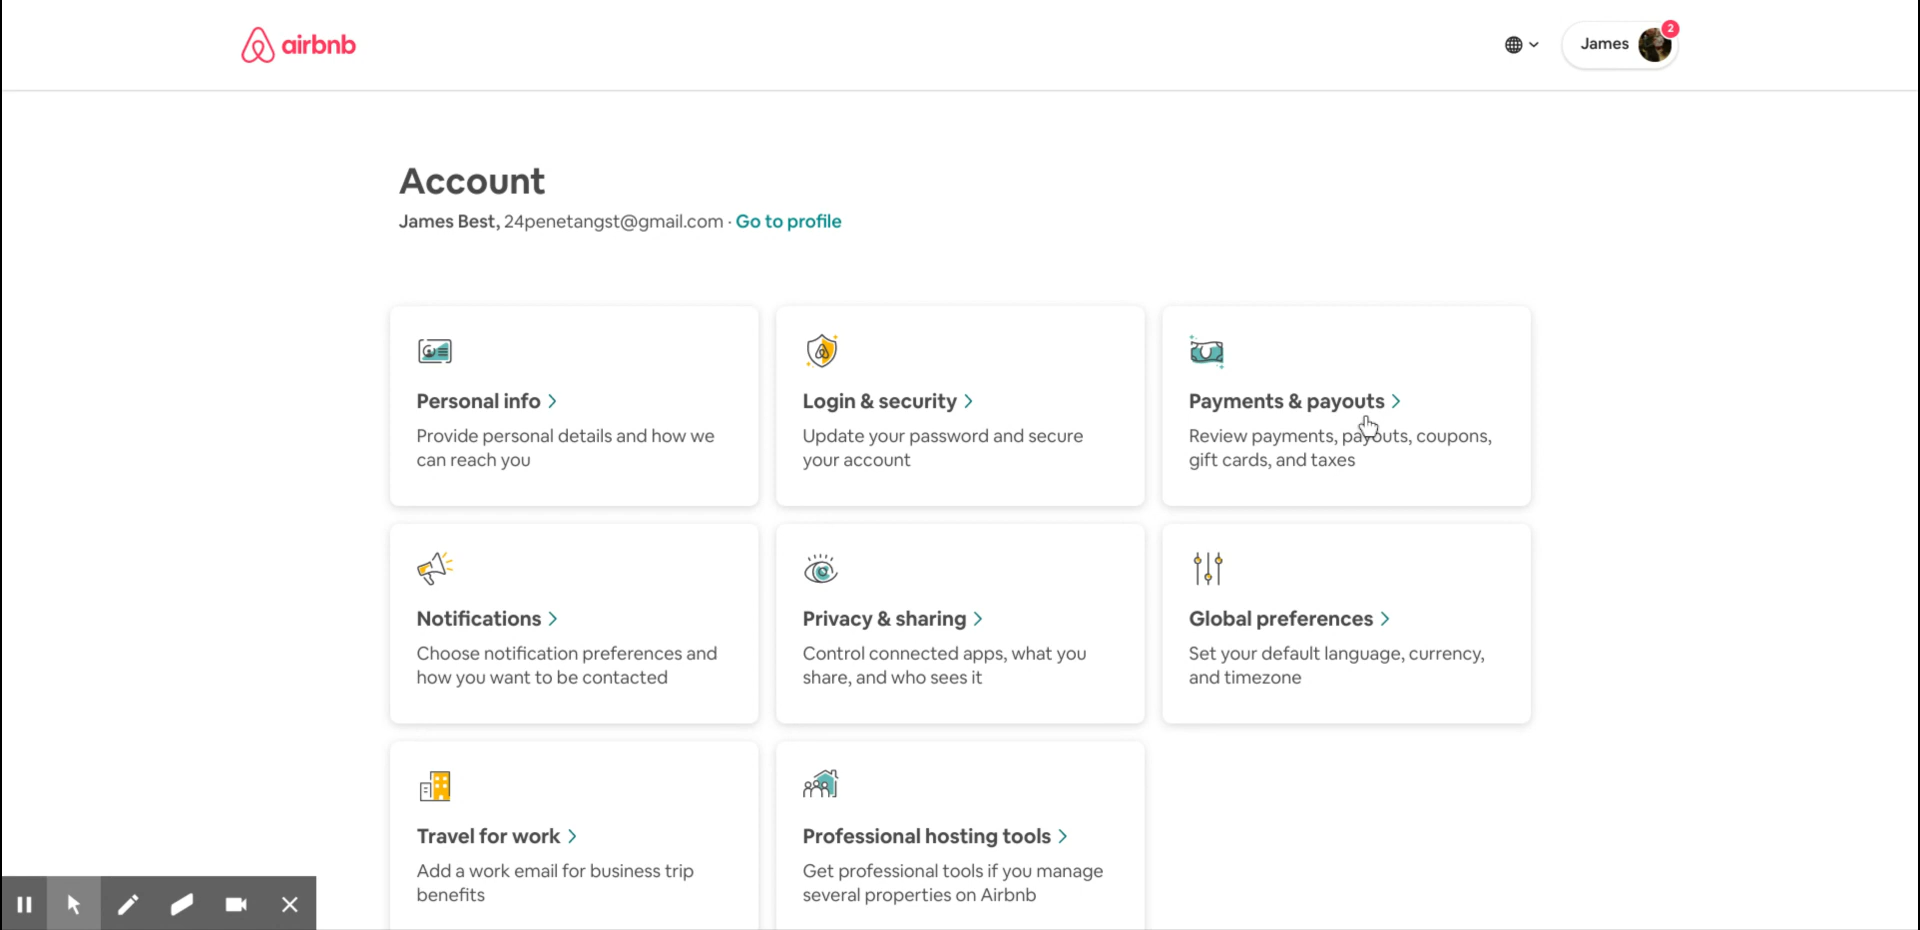 airbnb
James
2
Account
James Best, 24penetangst@gmail.com · Go to profile
Personal info
Provide personal details and how we
can reach you
Login & security
Update your password and secure
your account
Payments & payouts
Review payments, payouts, coupons,
gift cards, and taxes
Notifications
Choose notification preferences and
how you want to be contacted
Privacy & sharing
Control connected apps, what you
share, and who sees it
Global preferences
Set your default language, currency,
and timezone
Travel for work
Add a work email for business trip
benefits
Professional hosting tools
Get professional tools if you manage
several properties on Airbnb